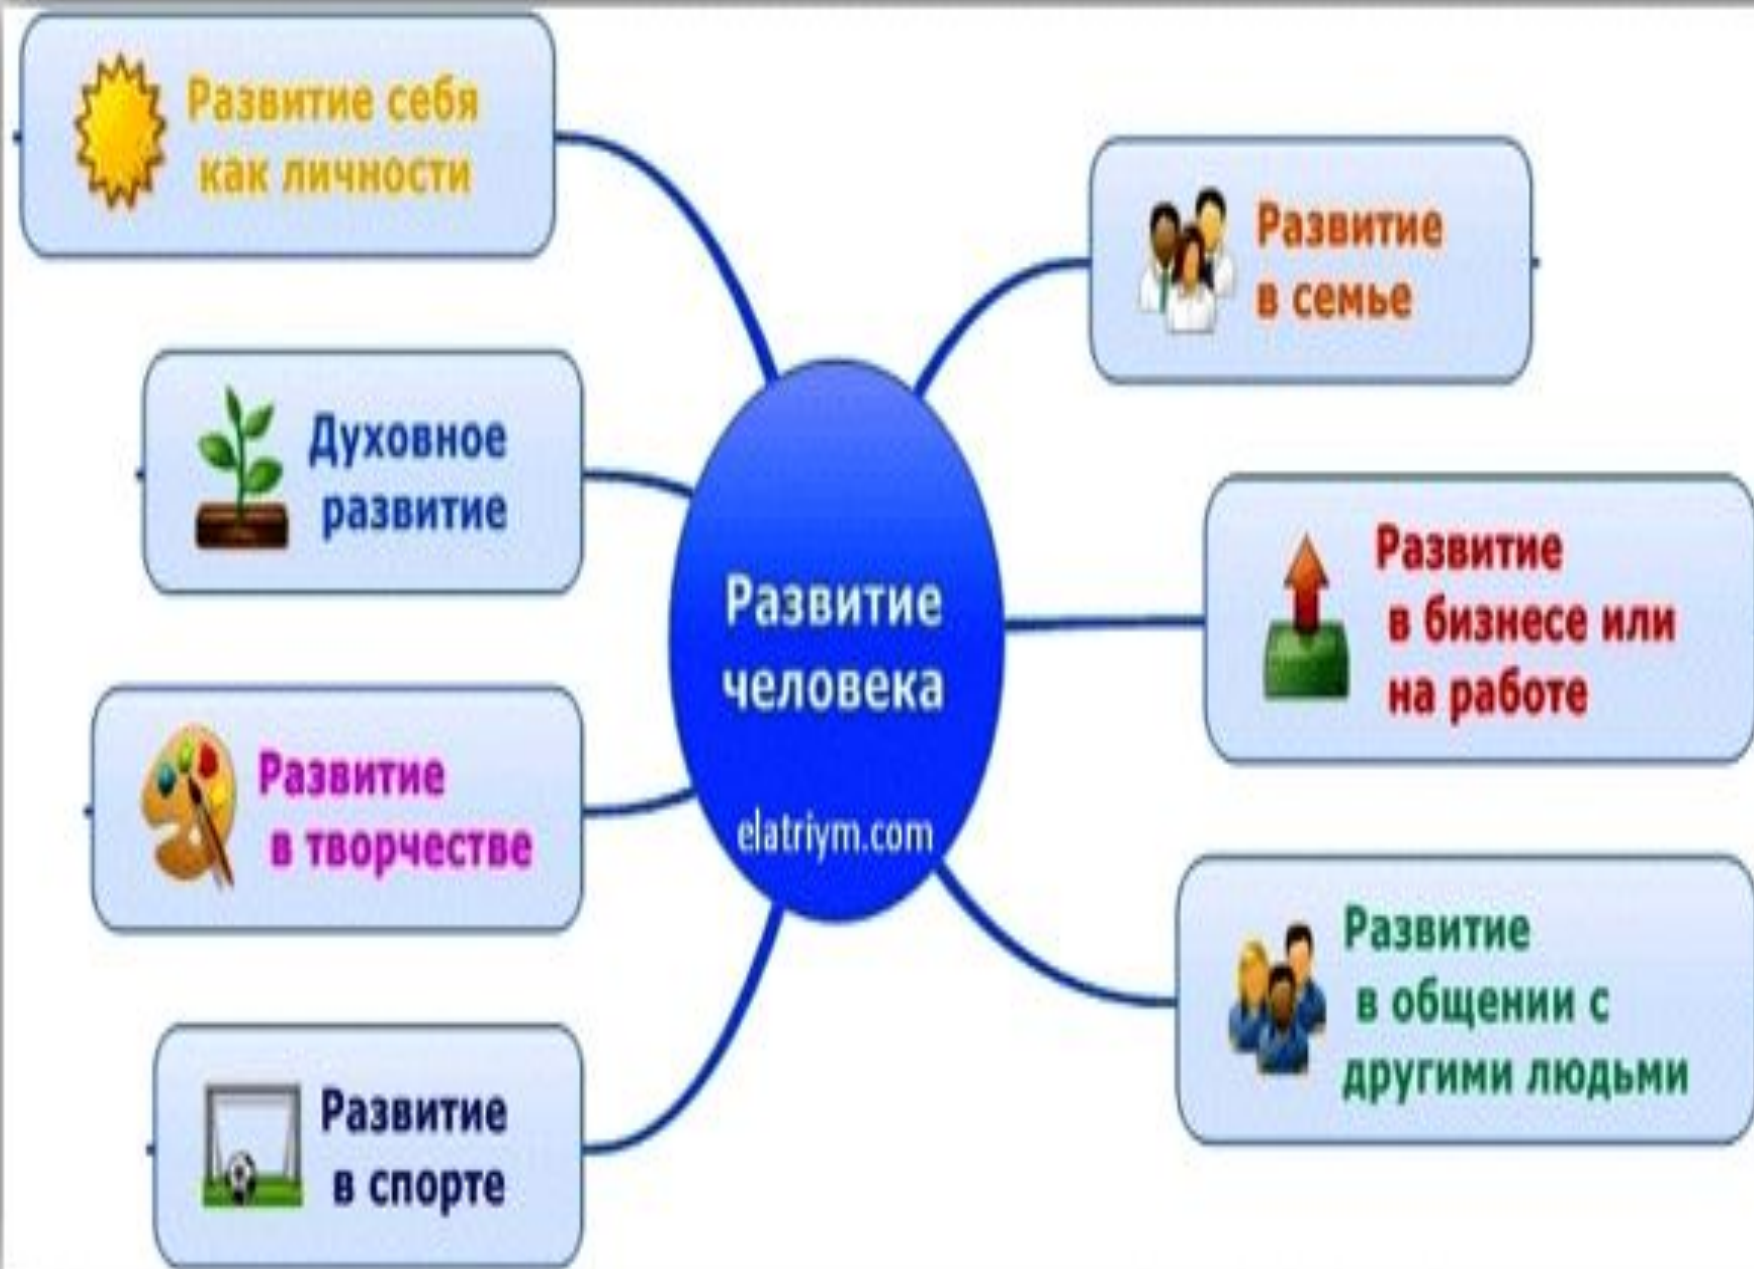 Развитие себя
как личности
Духовное
развитие
Развитие
в творчестве
Развитие
в спорте
Развитие
человека
elatriym.com
Развитие
в семье
Развитие
в бизнесе или
на работе
Развитие
в общении с
другими людьми